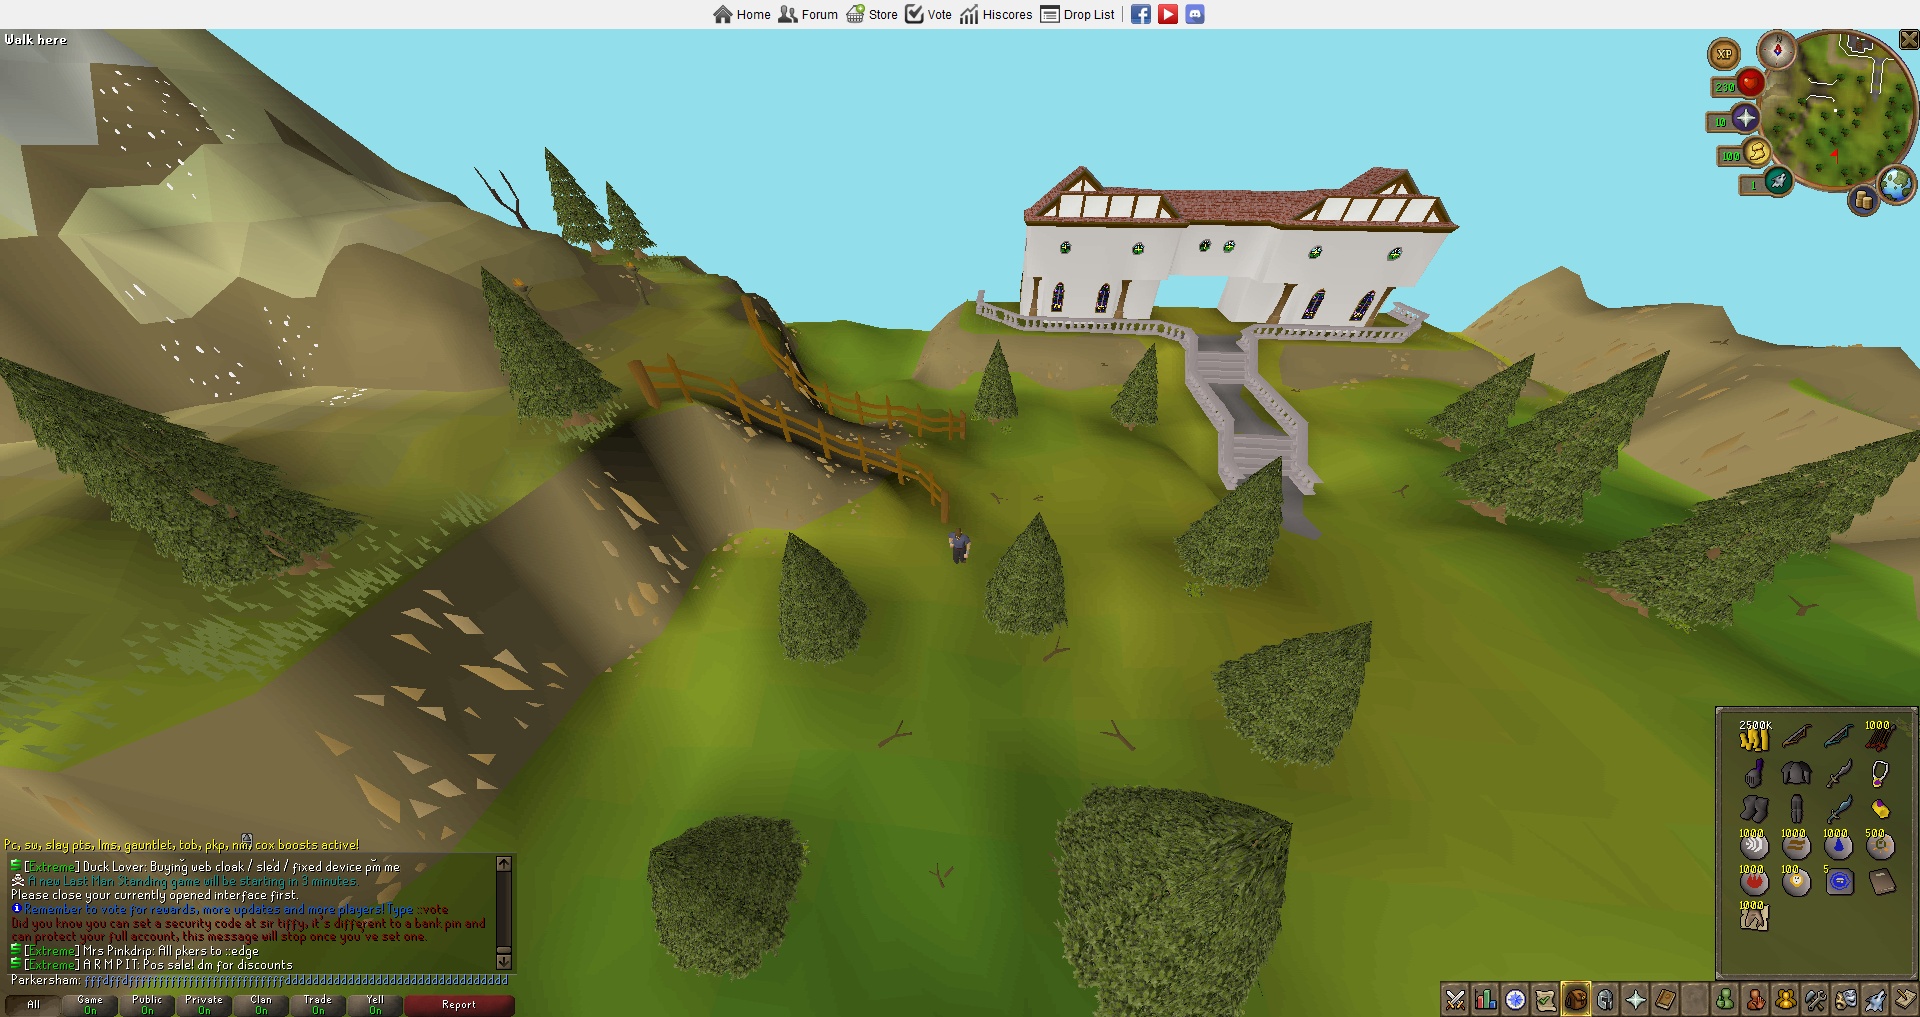 Home Forum Store Vote Hiscores Drop List
Walk here
XP
N
230
10
100
1
2500K
1000
1000
1000
1000
500
1000
100
5
1000
Pc, sw, slay pts, lms, gauntlet, tob, pkp, nm, cox boosts active!
[Extreme] Duck Lover: Buying web cloak / sled / fixed device pm me
A new Last Man Standing game will be starting in 3 minutes.
Please close your currently opened interface first.
Remember to vote for rewards, more updates and more players! Type ::vote
Did you know you can set a security code at sir tiffy, it's different to a bank pin and
can protect your full account, this message will stop once you've set one.
[Extreme] Mrs Pinkdrip: All pkers to ::edge
[Extreme] A R M P I T: Pos sale! dm for discounts
Parkersham:
All Game Public Private Clan Trade Yell Report
On On On On On On